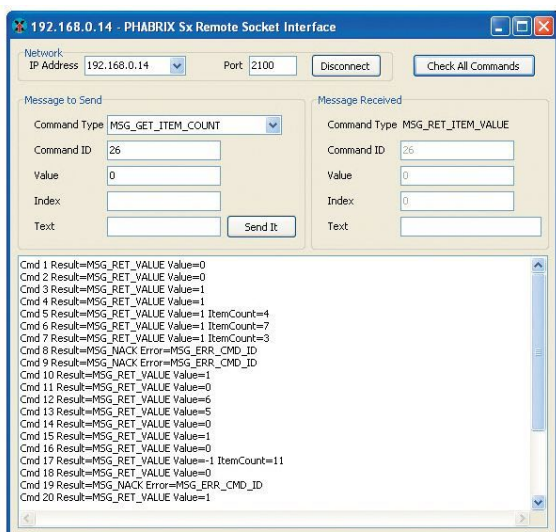 192.168.0.14 - PHABRIX Sx Remote Socket Interface
Network
IP Address 192.168.0.14 Port 2100 Disconnect Check All Commands
Message to Send
Command Type MSG_GET_ITEM_COUNT
Command ID 26
Value 0
Index
Text Send It
Message Received
Command Type MSG_RET_ITEM_VALUE
Command ID 26
Value 0
Index 0
Text
Cmd 1 Result=MSG_RET_VALUE Value=0
Cmd 2 Result=MSG_RET_VALUE Value=0
Cmd 3 Result=MSG_RET_VALUE Value=1
Cmd 4 Result=MSG_RET_VALUE Value=1
Cmd 5 Result=MSG_RET_VALUE Value=1 ItemCount=4
Cmd 6 Result=MSG_RET_VALUE Value=1 ItemCount=7
Cmd 7 Result=MSG_RET_VALUE Value=1 ItemCount=3
Cmd 8 Result=MSG_NACK Error=MSG_ERR_CMD_ID
Cmd 9 Result=MSG_NACK Error=MSG_ERR_CMD_ID
Cmd 10 Result=MSG_RET_VALUE Value=1
Cmd 11 Result=MSG_RET_VALUE Value=0
Cmd 12 Result=MSG_RET_VALUE Value=6
Cmd 13 Result=MSG_RET_VALUE Value=5
Cmd 14 Result=MSG_RET_VALUE Value=0
Cmd 15 Result=MSG_RET_VALUE Value=1
Cmd 16 Result=MSG_RET_VALUE Value=0
Cmd 17 Result=MSG_RET_VALUE Value=-1 ItemCount=11
Cmd 18 Result=MSG_RET_VALUE Value=0
Cmd 19 Result=MSG_NACK Error=MSG_ERR_CMD_ID
Cmd 20 Result=MSG_RET_VALUE Value=1